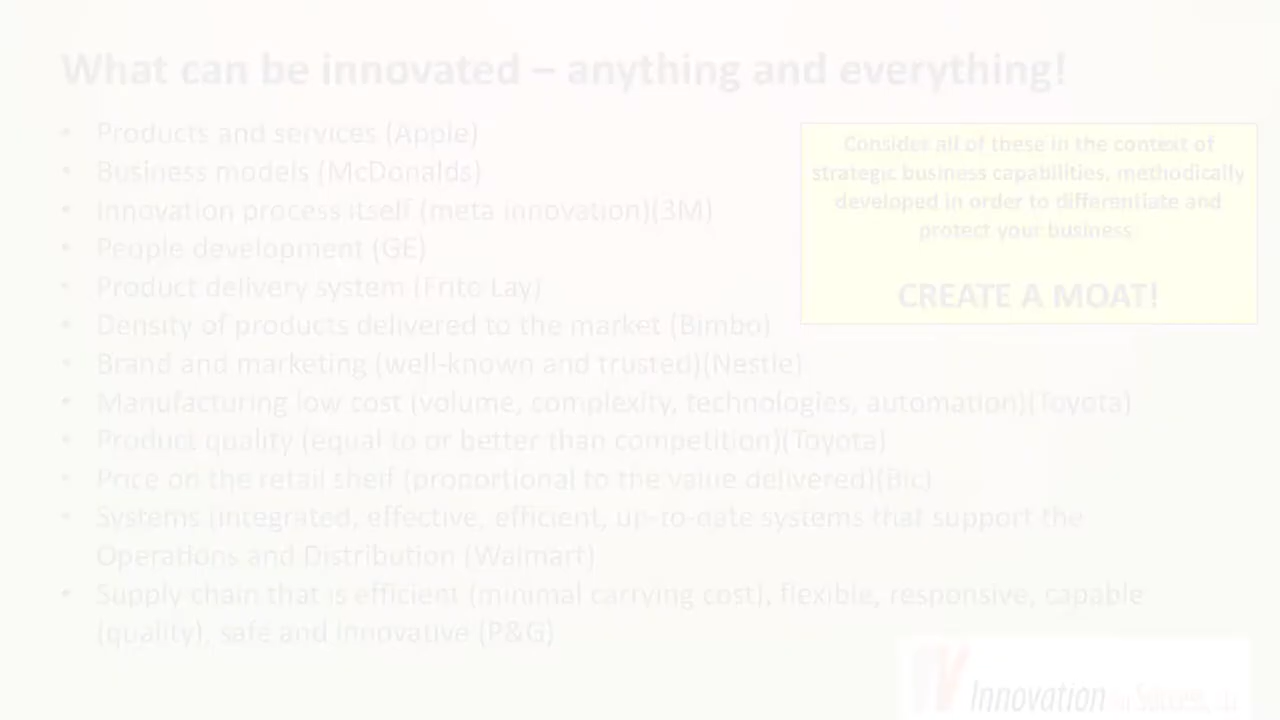 What can be innovated – anything and everything!
• Products and services (Apple)
• Business models (McDonalds)
• Innovation process itself (meta innovation)(3M)
• People development (GE)
• Product delivery system (Frito Lay)
• Density of products delivered to the market (Bimbo)
• Brand and marketing (well-known and trusted)(Nestle)
• Manufacturing low cost (volume, complexity, technologies, automation)(Toyota)
• Product quality (equal to or better than competition)(Toyota)
• Price on the retail shelf (proportional to the value delivered)(Bic)
• Systems (integrated, effective, efficient, up-to-date systems that support the
Operations and Distribution (Walmart)
• Supply chain that is efficient (minimal carrying cost), flexible, responsive, capable
(quality), safe and innovative (P&G)
Consider all of these in the context of
strategic business capabilities, methodically
developed in order to differentiate and
protect your business
CREATE A MOAT!
Innovation